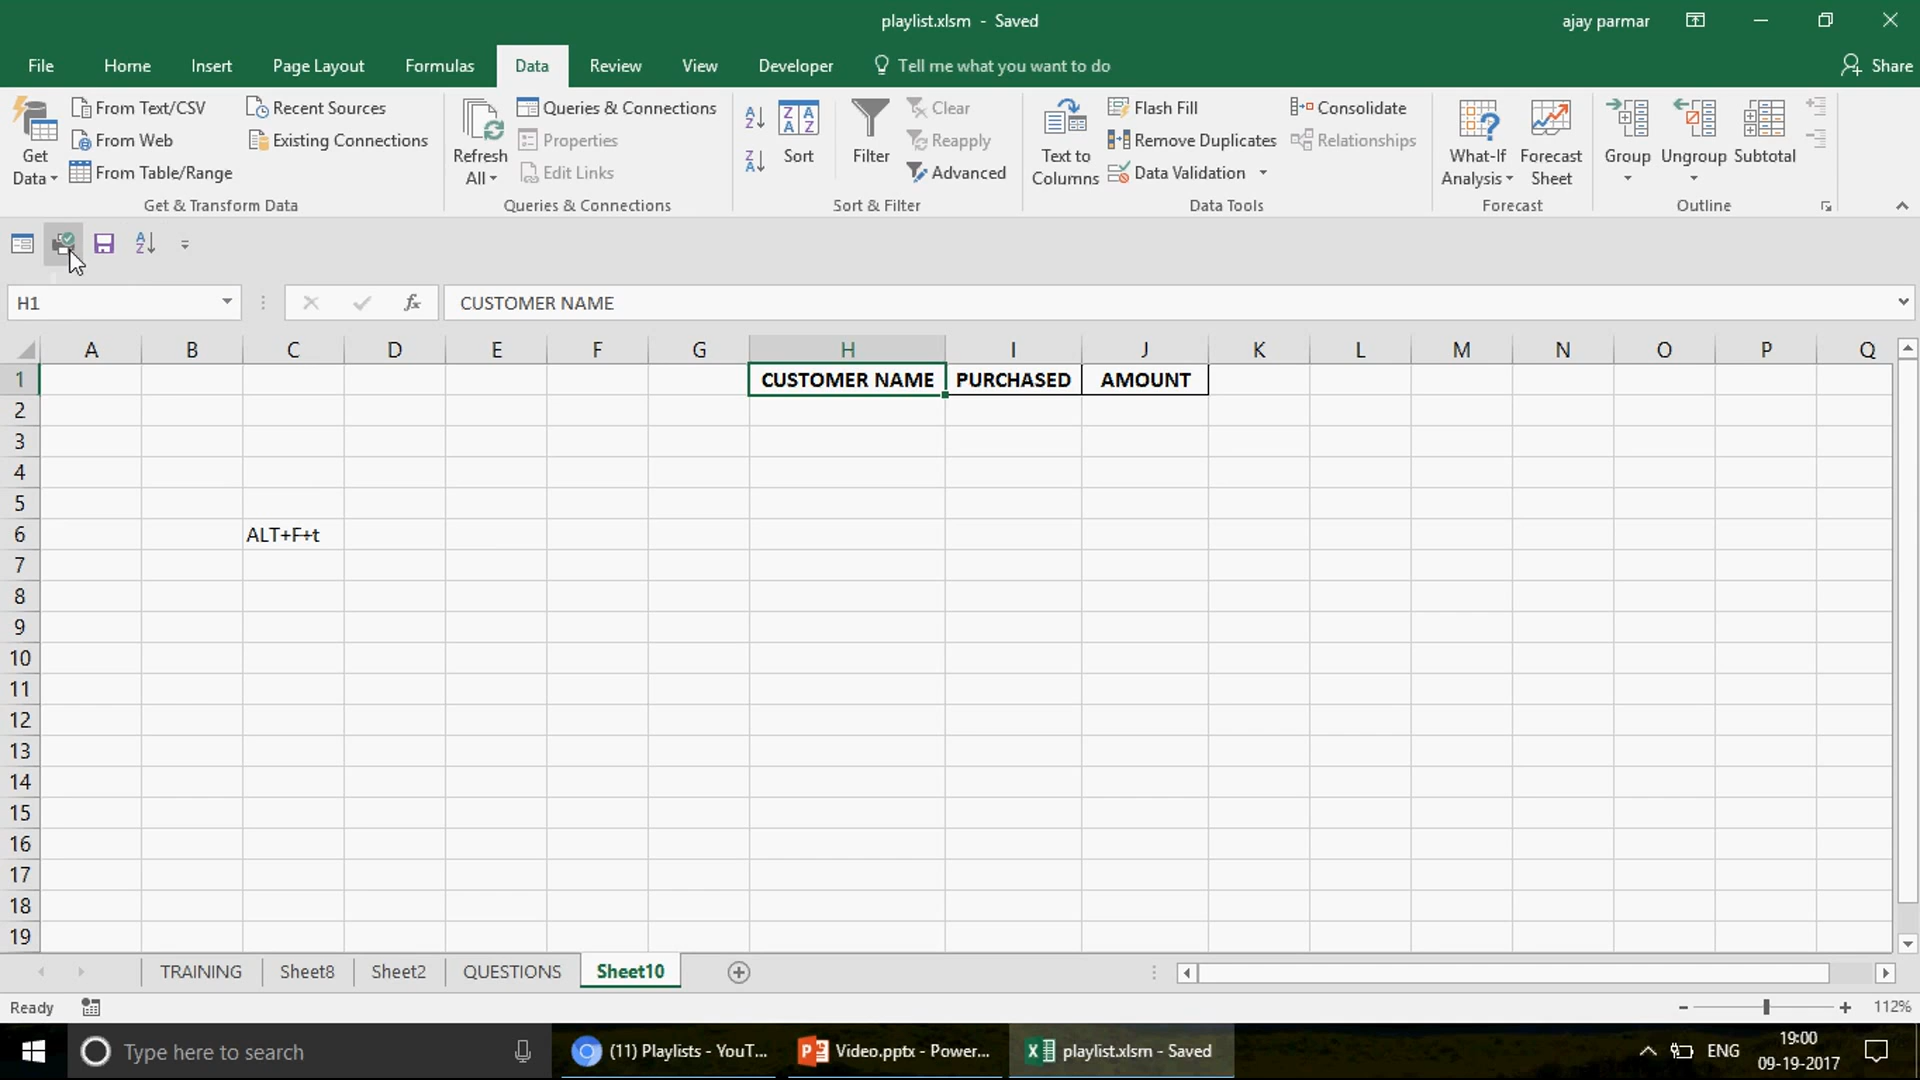 playlist.xlsm - Saved
ajay parmar
File Home Insert Page Layout Formulas Data Review View Developer Tell me what you want to do Share
Get Data
From Text/CSV
From Web
From Table/Range
Recent Sources
Existing Connections
Get & Transform Data
Refresh All
Queries & Connections
Properties
Edit Links
Queries & Connections
A Z
Z A
Z A A Z
Sort
Filter
Clear
Reapply
Advanced
Sort & Filter
Text to Columns
Flash Fill
Remove Duplicates
Data Validation
Consolidate
Relationships
Data Tools
What-If Analysis
Forecast Sheet
Forecast
Group
Ungroup
Subtotal
Outline
A Z
H1
fx
CUSTOMER NAME
A B C D E F G H I J K L M N O P Q
1 CUSTOMER NAME PURCHASED AMOUNT
2
3
4
5
6 ALT+F+t
7
8
9
10
11
12
13
14
15
16
17
18
19
TRAINING Sheet8 Sheet2 QUESTIONS Sheet10
Ready
112%
Type here to search
(11) Playlists - YouT...
Video.pptx - Power...
playlist.xlsm - Saved
ENG
19:00
09-19-2017